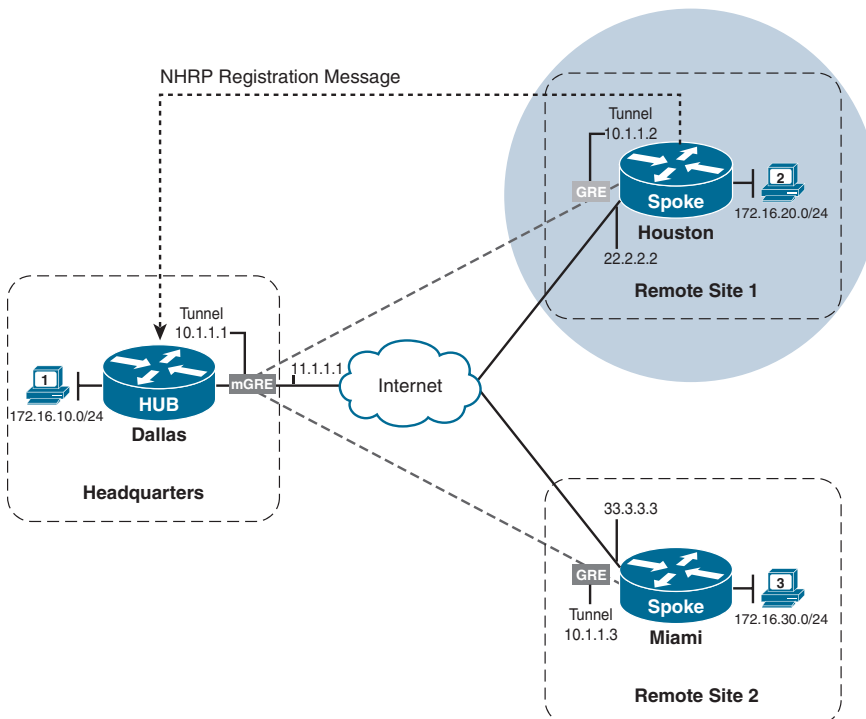 NHRP Registration Message
Tunnel
10.1.1.2
GRE
Spoke
Houston
2
172.16.20.0/24
22.2.2.2
Remote Site 1
Tunnel
10.1.1.1
1
172.16.10.0/24
HUB
Dallas
mGRE
11.1.1.1
Internet
Headquarters
33.3.3.3
GRE
Tunnel
10.1.1.3
Spoke
Miami
3
172.16.30.0/24
Remote Site 2